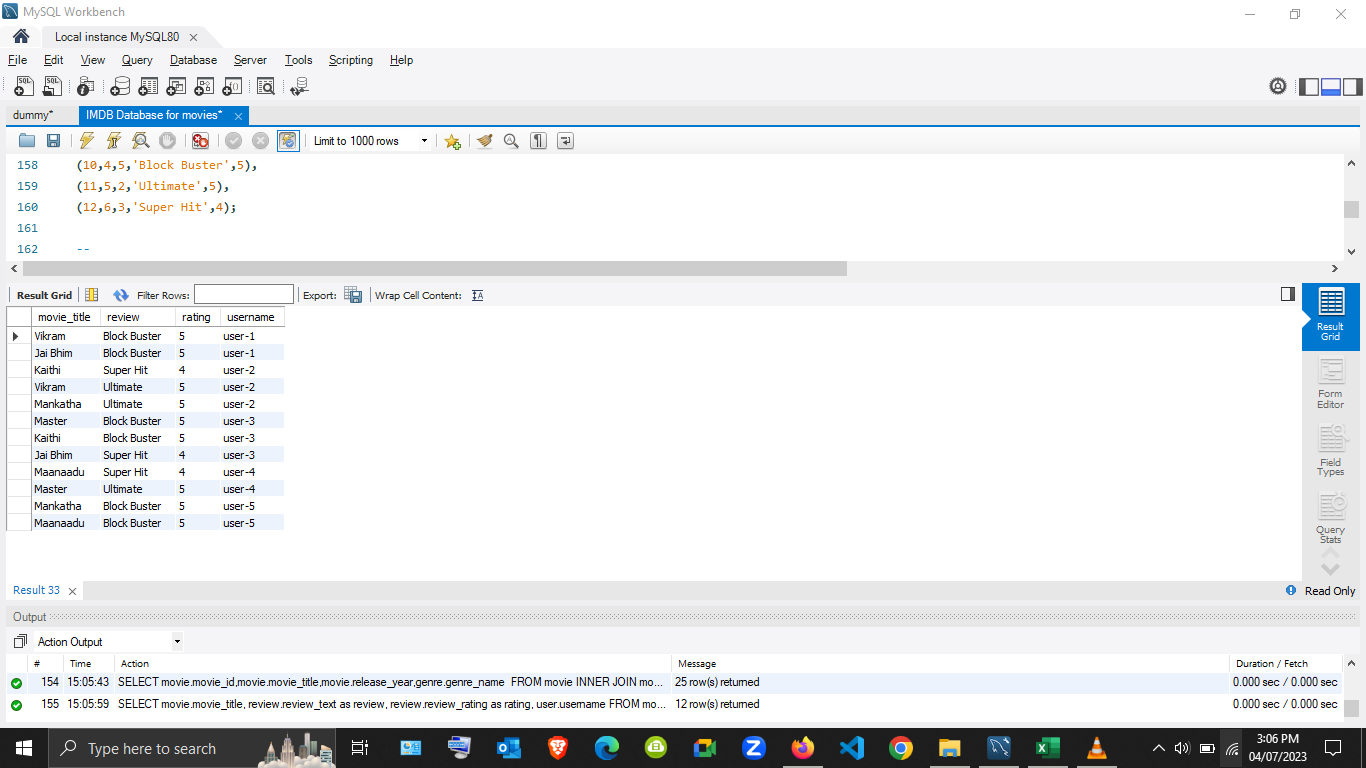 MySQL Workbench
Local instance MySQL80
File Edit View Query Database Server Tools Scripting Help
dummy* IMDB Database for movies*
Limit to 1000 rows
158 (10,4,5,'Block Buster',5),
159 (11,5,2,'Ultimate',5),
160 (12,6,3,'Super Hit',4);
161
162 --
Result Grid Filter Rows: Export: Wrap Cell Content:
movie_title review rating username
Vikram Block Buster 5 user-1
Jai Bhim Block Buster 5 user-1
Kaithi Super Hit 4 user-2
Vikram Ultimate 5 user-2
Mankatha Ultimate 5 user-2
Master Block Buster 5 user-3
Kaithi Block Buster 5 user-3
Jai Bhim Super Hit 4 user-3
Maanaadu Super Hit 4 user-4
Master Ultimate 5 user-4
Mankatha Block Buster 5 user-5
Maanaadu Block Buster 5 user-5
Result
Grid
Form
Editor
Field
Types
Query
Stats
Result 33 Read Only
Output
Action Output
# Time Action Message Duration / Fetch
154 15:05:43 SELECT movie.movie_id,movie.movie_title,movie.release_year,genre.genre_name FROM movie INNER JOIN mo... 25 row(s) returned 0.000 sec / 0.000 sec
155 15:05:59 SELECT movie.movie_title, review.review_text as review, review.review_rating as rating, user.username FROM mo... 12 row(s) returned 0.000 sec / 0.000 sec
Type here to search
3:06 PM
04/07/2023